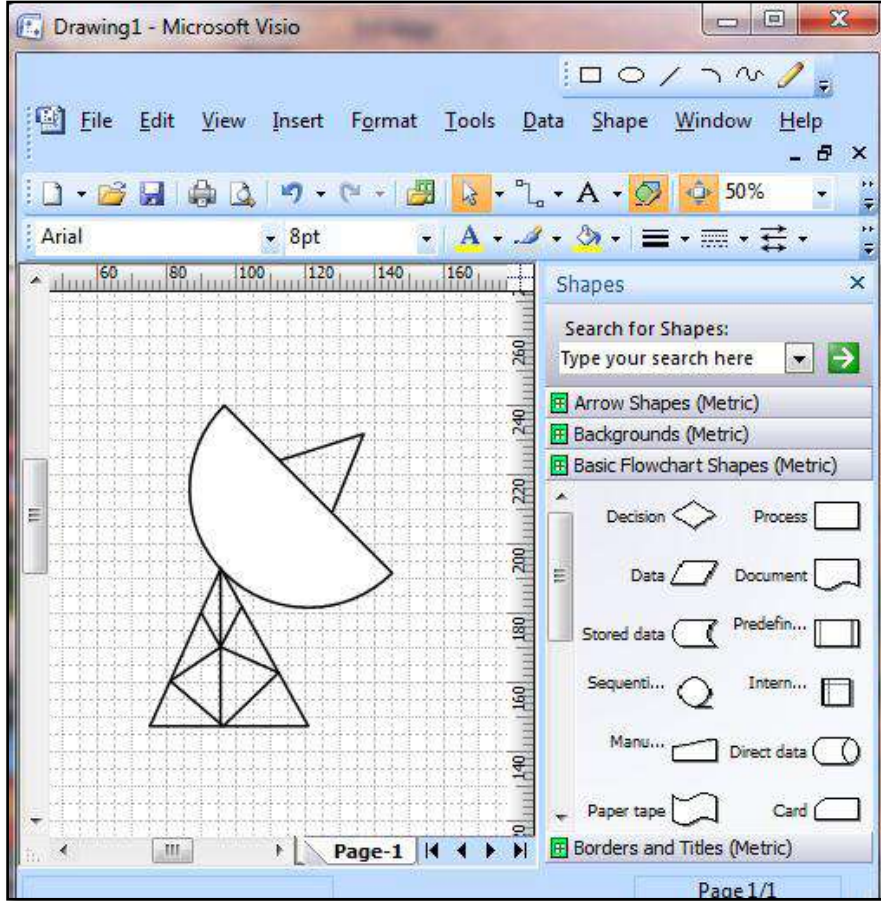 Drawing1 - Microsoft Visio
File Edit View Insert Format Tools Data Shape Window Help
A 50%
Arial 8pt A
60 80 100 120 140 160
Shapes
Search for Shapes:
Type your search here
Arrow Shapes (Metric)
Backgrounds (Metric)
Basic Flowchart Shapes (Metric)
Decision Process
Data Document
Stored data Predefin...
Sequenti... Intern...
Manu... Direct data
Paper tape Card
Borders and Titles (Metric)
260
240
220
200
180
160
140
Page-1
Page 1/1